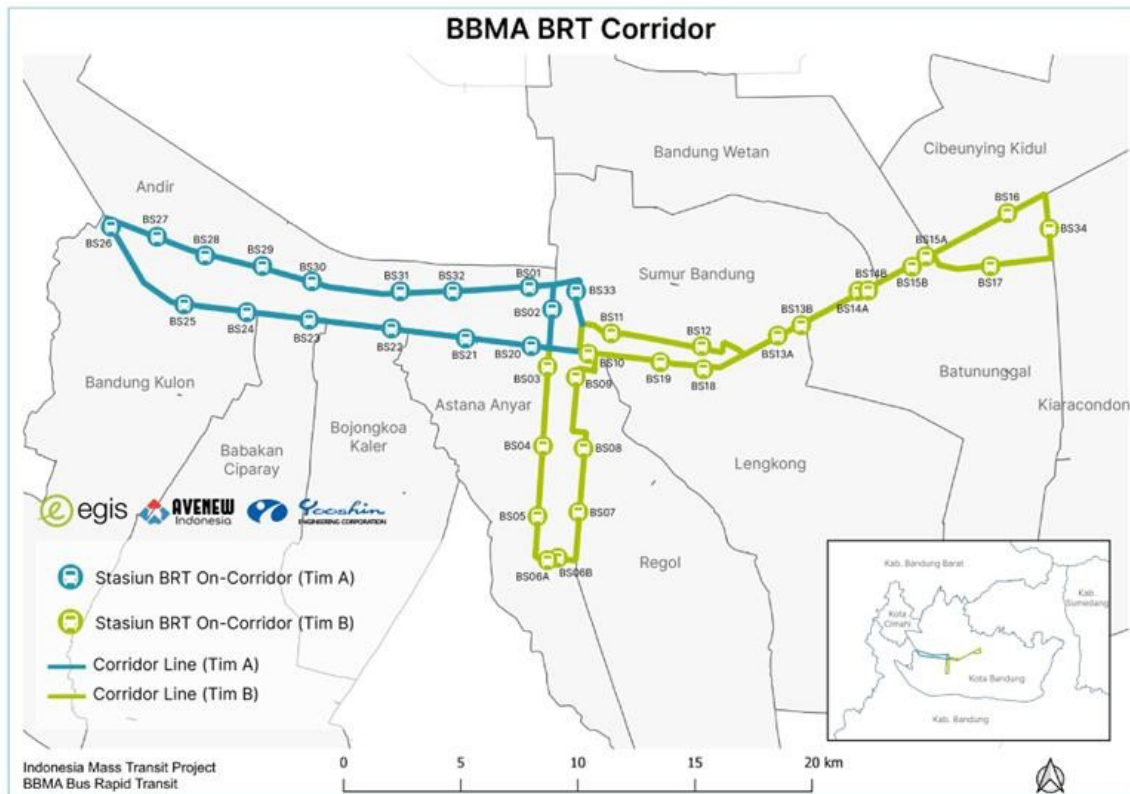 BBMA BRT Corridor
Bandung Wetan
Cibeunying Kidul
Andir
BS16
BS26
BS27
BS34
BS28
BS15A
BS29
BS14B
BS15B
BS17
BS30
BS31
BS32
BS01
Sumur Bandung
BS33
BS14A
BS02
BS11
BS13B
BS12
BS25
BS24
BS23
BS22
BS21
BS20
BS13A
BS10
BS03
BS09
BS19
BS18
Bandung Kulon
Batununggal
Astana Anyar
Kiaracondon
Bojongkoa
Kaler
BS04
BS08
Babakan
Ciparay
Lengkong
egis
AVENEW
Indonesia
Yooshin
ENGINEERING CORPORATION
BS05
BS07
BS06A
BS06B
Regol
Stasiun BRT On-Corridor (Tim A)
Stasiun BRT On-Corridor (Tim B)
Corridor Line (Tim A)
Corridor Line (Tim B)
Kab. Bandung Barat
Kab.
Sumedang
Kota
Cimahi
Kota Bandung
Kab. Bandung
Indonesia Mass Transit Project
BBMA Bus Rapid Transit
0 5 10 15 20 km